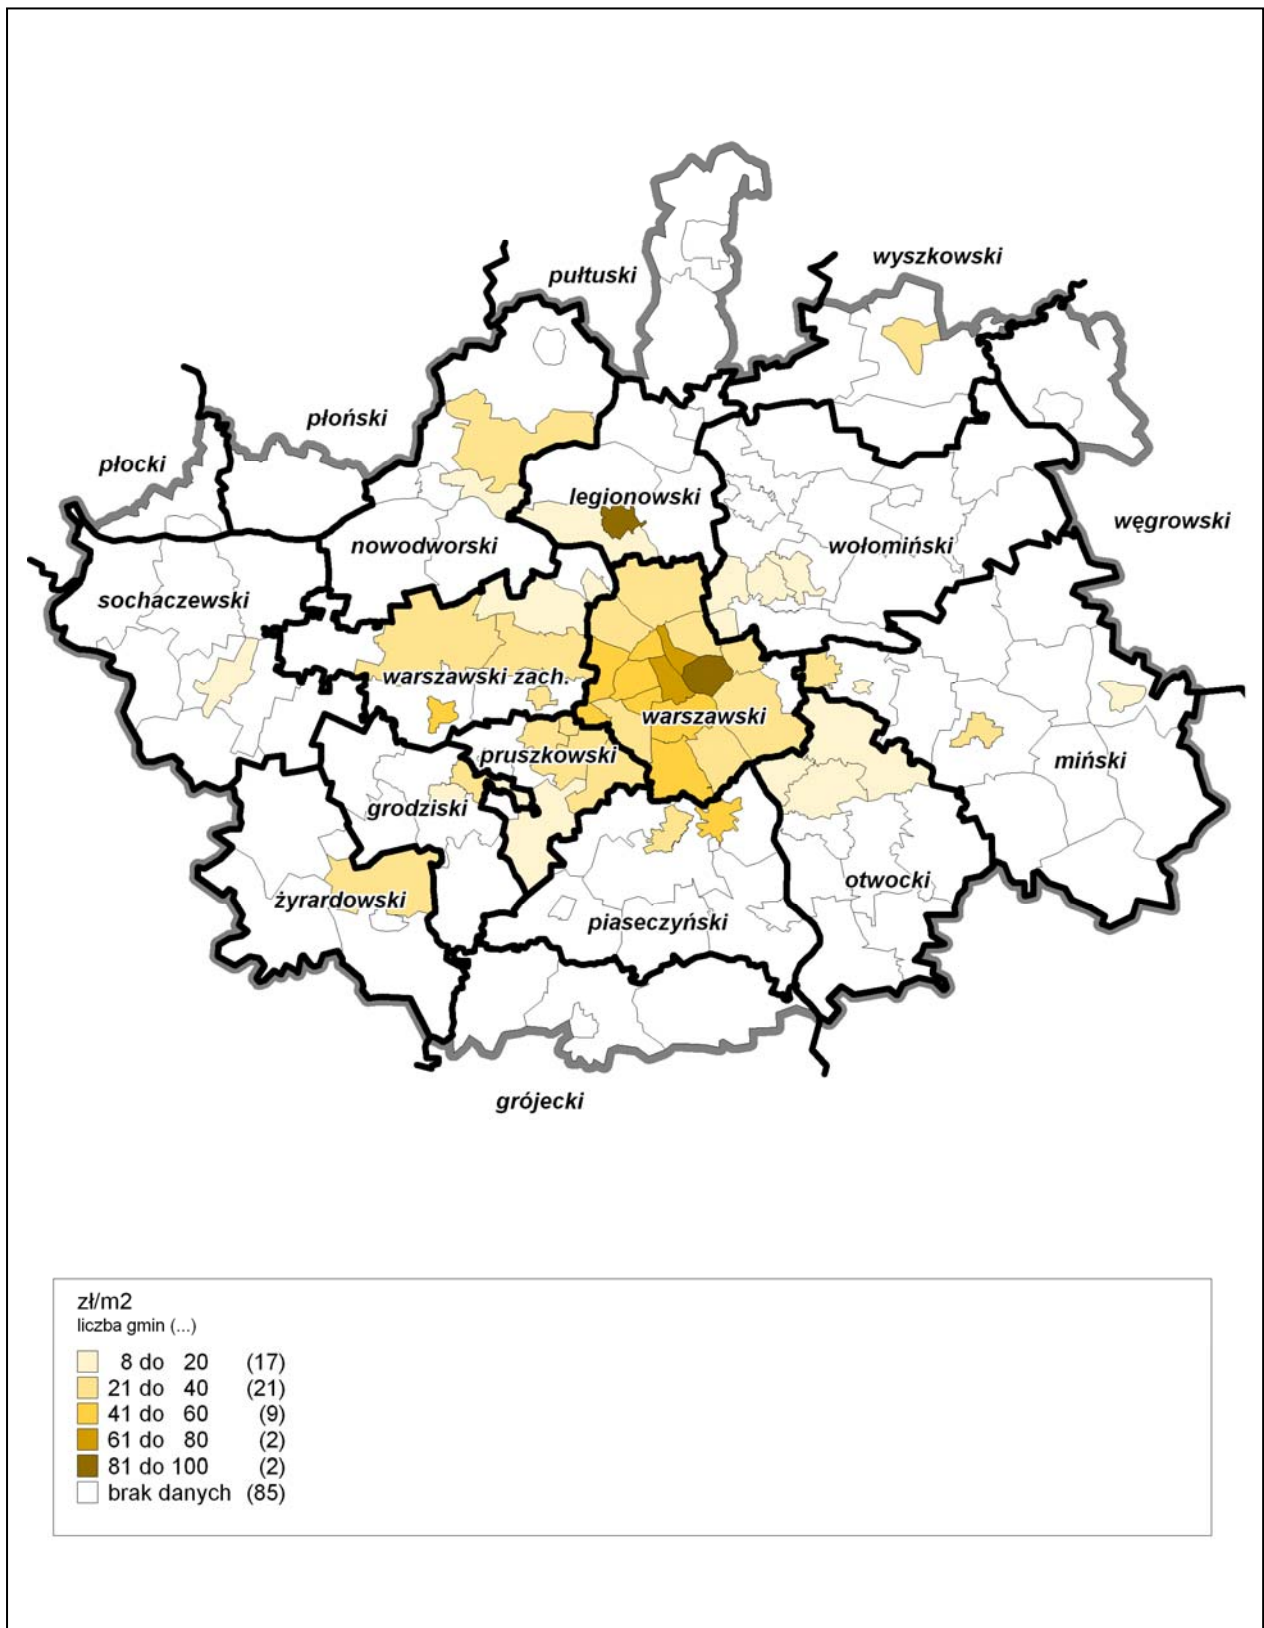 wyszkowski
pułtuski
płoński
płocki
legionowski
węgrowski
nowodworski
wołomiński
sochaczewski
warszawski zach.
warszawski
pruszkowski
miński
grodziski
otwocki
żyrardowski
piaseczyński
grójecki
zł/m2
liczba gmin (...)
8 do 20 (17)
21 do 40 (21)
41 do 60 (9)
61 do 80 (2)
81 do 100 (2)
brak danych (85)